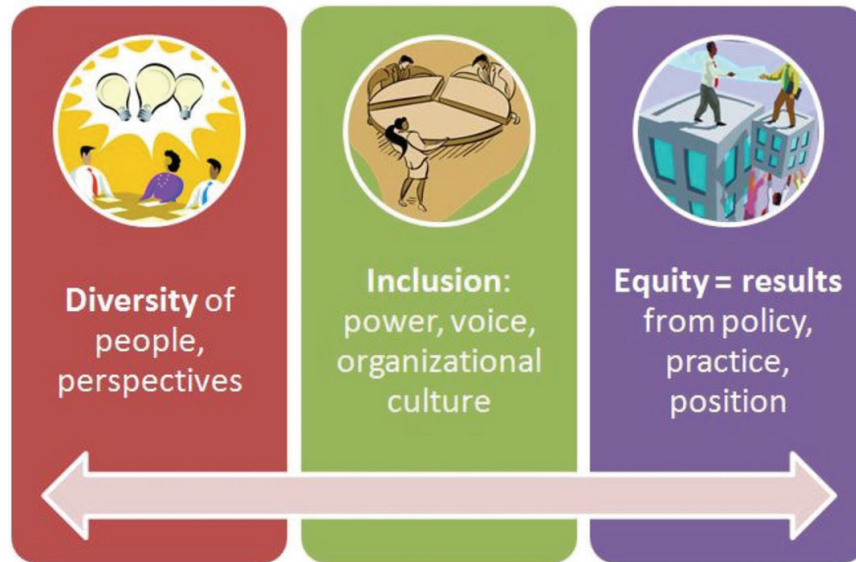 Diversity of
people,
perspectives
Inclusion:
power, voice,
organizational
culture
Equity = results
from policy,
practice,
position